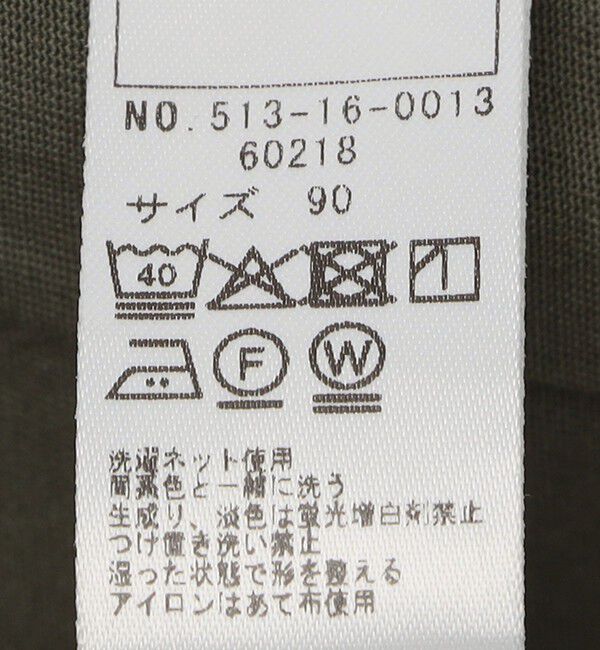 NO.513-16-0013
60218
サイズ 90
40
F W
洗濯ネット使用
同系色と一緒に洗う
生成り、淡色は蛍光増白剤禁止
つけ置き洗い禁止
湿った状態で形を整える
アイロンはあて布使用